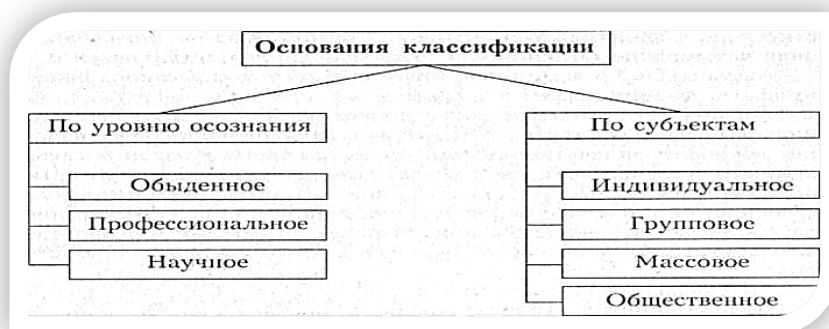 Основания классификации
По уровню осознания
Обыденное
Профессиональное
Научное
По субъектам
Индивидуальное
Групповое
Массовое
Общественное